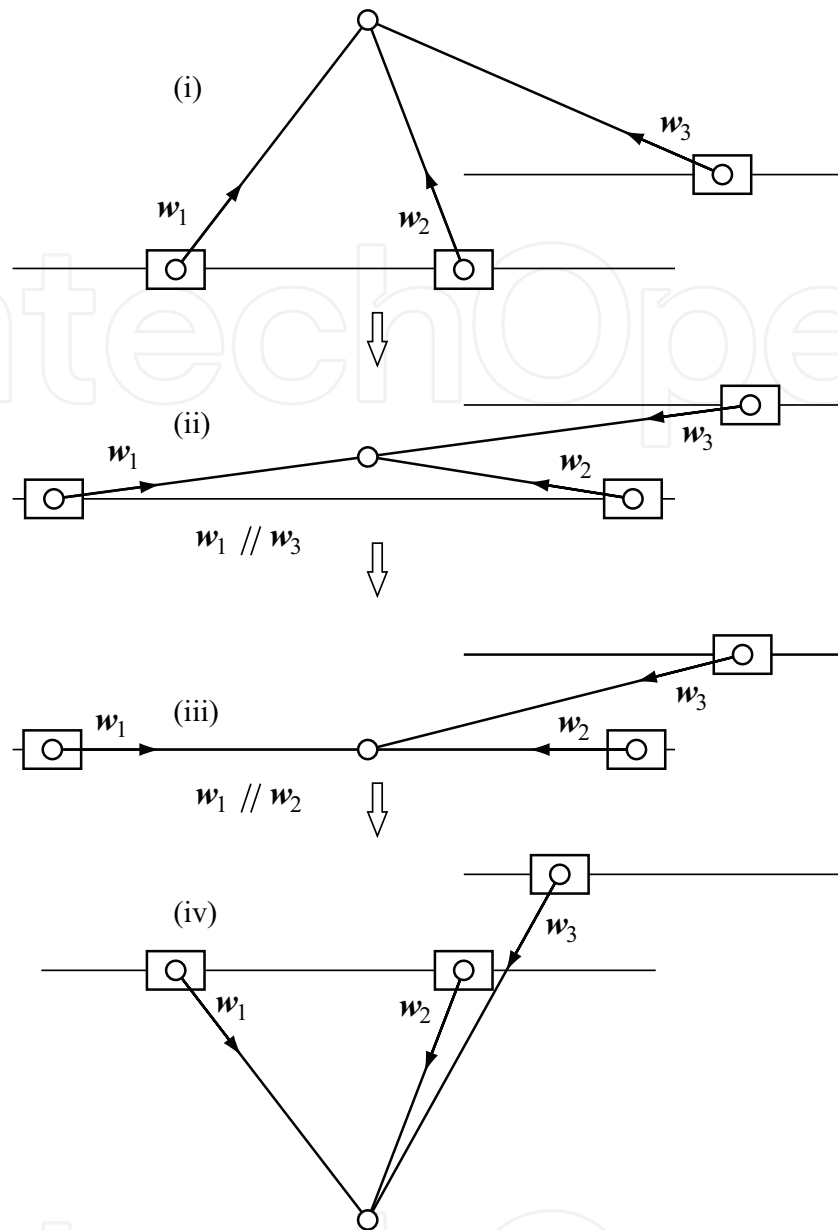 (i)
w₁
w₂
w₃
ntechOpe
(ii)
w₁
w₂
w₃
w₁ // w₃
(iii)
w₁
w₂
w₃
w₁ // w₂
(iv)
w₁
w₂
w₃